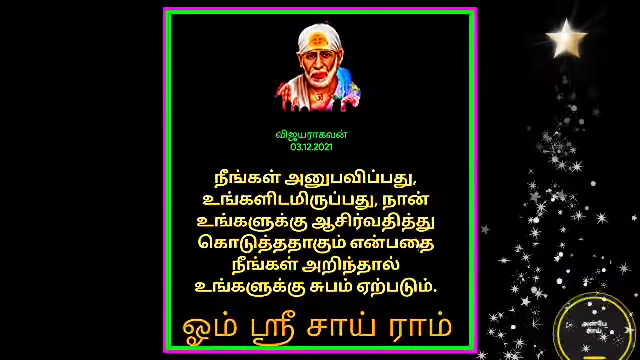 விஜயராகவன்
03.12.2021
நீங்கள் அனுபவிப்பது,
உங்களிடமிருப்பது, நான்
உங்களுக்கு ஆசிர்வதித்து
கொடுத்ததாகும் என்பதை
நீங்கள் அறிந்தால்
உங்களுக்கு சுபம் ஏற்படும்.
ஓம் ஸ்ரீ சாய் ராம்
அன்பே
சாய்